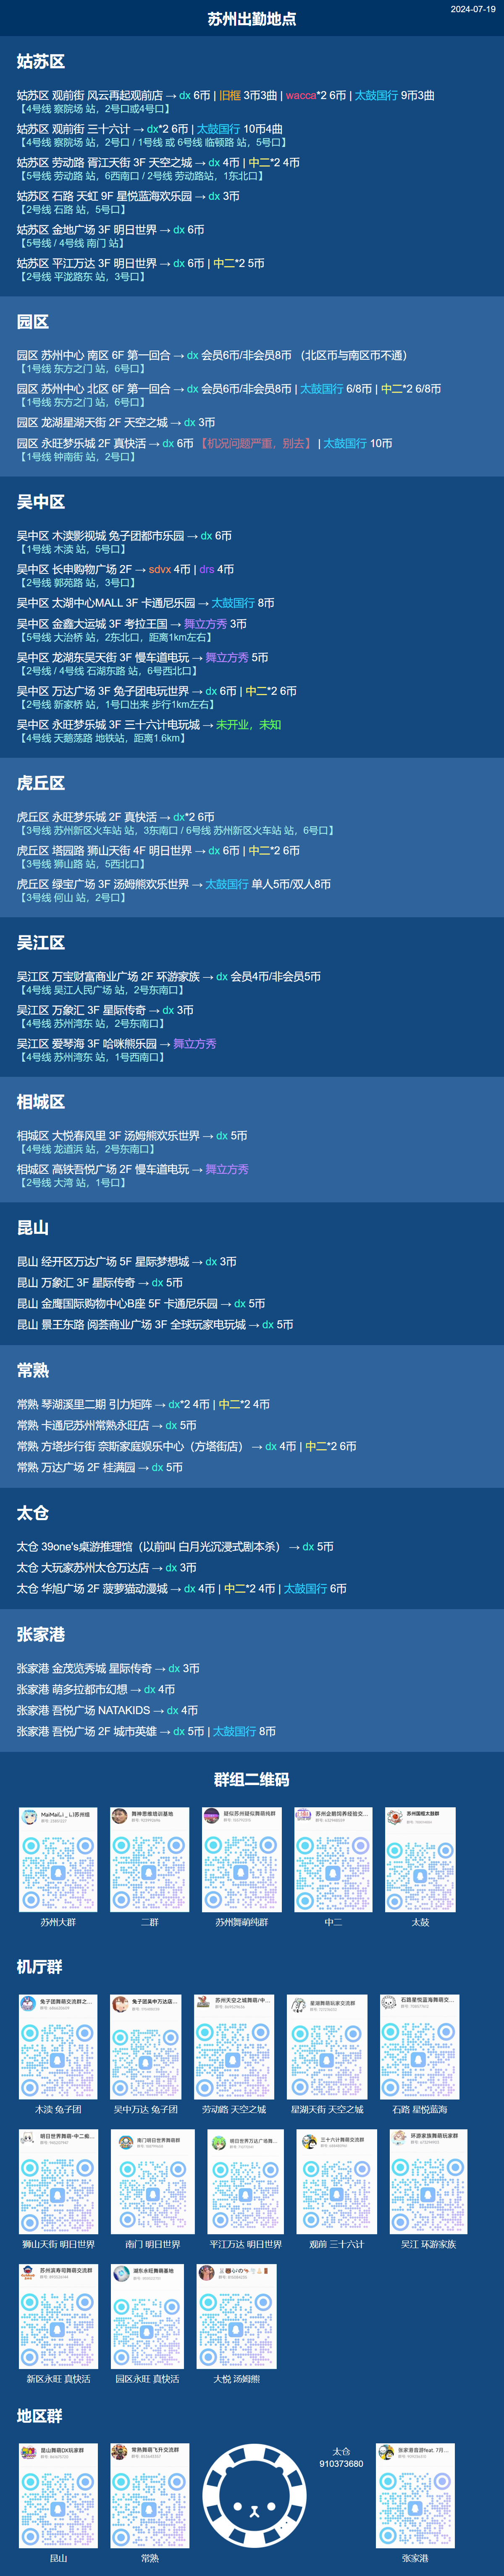 2024-07-19
苏州出勤地点
姑苏区
姑苏区 观前街 风云再起观前店 → dx 6币 | 旧框 3币3曲 | wacca*2 6币 | 太鼓国行 9币3曲
【4号线 察院场 站，2号口或4号口】
姑苏区 观前街 三十六计 → dx*2 6币 | 太鼓国行 10币4曲
【4号线 察院场 站，2号口 / 1号线 或 6号线 临顿路 站，5号口】
姑苏区 劳动路 胥江天街 3F 天空之城 → dx 4币 | 中二*2 4币
【5号线 劳动路 站，6西南口 / 2号线 劳动路站，1东北口】
姑苏区 石路 天虹 9F 星悦蓝海欢乐园 → dx 3币
【2号线 石路 站，5号口】
姑苏区 金地广场 3F 明日世界 → dx 6币
【5号线 / 4号线 南门 站】
姑苏区 平江万达 3F 明日世界 → dx 6币 | 中二*2 5币
【2号线 平泷路东 站，3号口】
园区
园区 苏州中心 南区 6F 第一回合 → dx 会员6币/非会员8币 （北区币与南区币不通）
【1号线 东方之门 站，6号口】
园区 苏州中心 北区 6F 第一回合 → dx 会员6币/非会员8币 | 太鼓国行 6/8币 | 中二*2 6/8币
【1号线 东方之门 站，6号口】
园区 龙湖星湖天街 2F 天空之城 → dx 3币
园区 永旺梦乐城 2F 真快活 → dx 6币 【机况问题严重，别去】 | 太鼓国行 10币
【1号线 钟南街 站，2号口】
吴中区
吴中区 木渎影视城 兔子团都市乐园 → dx 6币
【1号线 木渎 站，5号口】
吴中区 长申购物广场 2F → sdvx 4币 | drs 4币
【2号线 郭苑路 站，3号口】
吴中区 太湖中心MALL 3F 卡通尼乐园 → 太鼓国行 8币
吴中区 金鑫大运城 3F 考拉王国 → 舞立方秀 3币
【5号线 大治桥 站，2东北口，距离1km左右】
吴中区 龙湖东吴天街 3F 慢车道电玩 → 舞立方秀 5币
【2号线 / 4号线 石湖东路 站，6号西北口】
吴中区 万达广场 3F 兔子团电玩世界 → dx 6币 | 中二*2 6币
【2号线 新家桥 站，1号口出来 步行1km左右】
吴中区 永旺梦乐城 3F 三十六计电玩城 → 未开业，未知
【4号线 天鹅荡路 地铁站，距离1.6km】
虎丘区
虎丘区 永旺梦乐城 2F 真快活 → dx*2 6币
【3号线 苏州新区火车站 站，3东南口 / 6号线 苏州新区火车站 站，6号口】
虎丘区 塔园路 狮山天街 4F 明日世界 → dx 6币 | 中二*2 6币
【3号线 狮山路 站，5西北口】
虎丘区 绿宝广场 3F 汤姆熊欢乐世界 → 太鼓国行 单人5币/双人8币
【3号线 何山 站，2号口】
吴江区
吴江区 万宝财富商业广场 2F 环游家族 → dx 会员4币/非会员5币
【4号线 吴江人民广场 站，2号东南口】
吴江区 万象汇 3F 星际传奇 → dx 3币
【4号线 苏州湾东 站，2号东南口】
吴江区 爱琴海 3F 哈咪熊乐园 → 舞立方秀
【4号线 苏州湾东 站，1号西南口】
相城区
相城区 大悦春风里 3F 汤姆熊欢乐世界 → dx 5币
【4号线 龙道浜 站，2号东南口】
相城区 高铁吾悦广场 2F 慢车道电玩 → 舞立方秀
【2号线 大湾 站，1号口】
昆山
昆山 经开区万达广场 5F 星际梦想城 → dx 3币
昆山 万象汇 3F 星际传奇 → dx 5币
昆山 金鹰国际购物中心B座 5F 卡通尼乐园 → dx 5币
昆山 景王东路 阅荟商业广场 3F 全球玩家电玩城 → dx 5币
常熟
常熟 琴湖溪里二期 引力矩阵 → dx*2 4币 | 中二*2 4币
常熟 卡通尼苏州常熟永旺店 → dx 5币
常熟 方塔步行街 奈斯家庭娱乐中心（方塔街店） → dx 4币 | 中二*2 6币
常熟 万达广场 2F 桂满园 → dx 5币
太仓
太仓 39one's桌游推理馆（以前叫 白月光沉浸式剧本杀） → dx 5币
太仓 大玩家苏州太仓万达店 → dx 3币
太仓 华旭广场 2F 菠萝猫动漫城 → dx 4币 | 中二*2 4币 | 太鼓国行 6币
张家港
张家港 金茂览秀城 星际传奇 → dx 3币
张家港 萌多拉都市幻想 → dx 4币
张家港 吾悦广场 NATAKIDS → dx 4币
张家港 吾悦广场 2F 城市英雄 → dx 5币 | 太鼓国行 8币
群组二维码
苏州大群 二群 苏州舞萌纯群 中二 太鼓
机厅群
木渎 兔子团 吴中万达 兔子团 劳动路 天空之城 星湖天街 天空之城 石路 星悦蓝海
狮山天街 明日世界 南门 明日世界 平江万达 明日世界 观前 三十六计 吴江 环游家族
新区永旺 真快活 园区永旺 真快活 大悦 汤姆熊
地区群
太仓
910373680
昆山 常熟 张家港